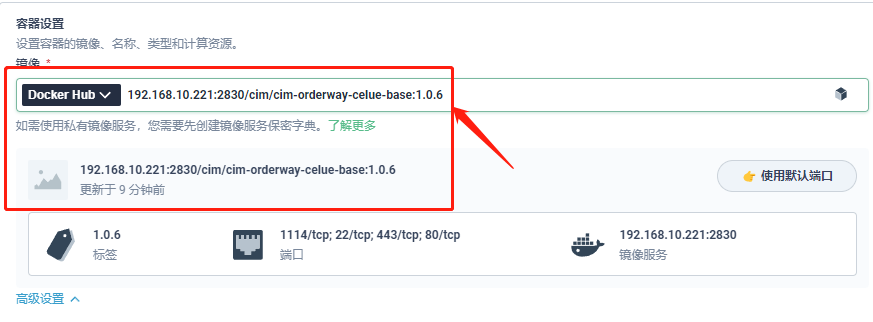 容器设置
设置容器的镜像、名称、类型和计算资源。
镜像 *
Docker Hub 192.168.10.221:2830/cim/cim-orderway-celue-base:1.0.6
如需使用私有镜像服务，您需要先创建镜像服务保密字典。了解更多
192.168.10.221:2830/cim/cim-orderway-celue-base:1.0.6
更新于 9 分钟前
👉 使用默认端口
1.0.6
标签
1114/tcp; 22/tcp; 443/tcp; 80/tcp
端口
192.168.10.221:2830
镜像服务
高级设置